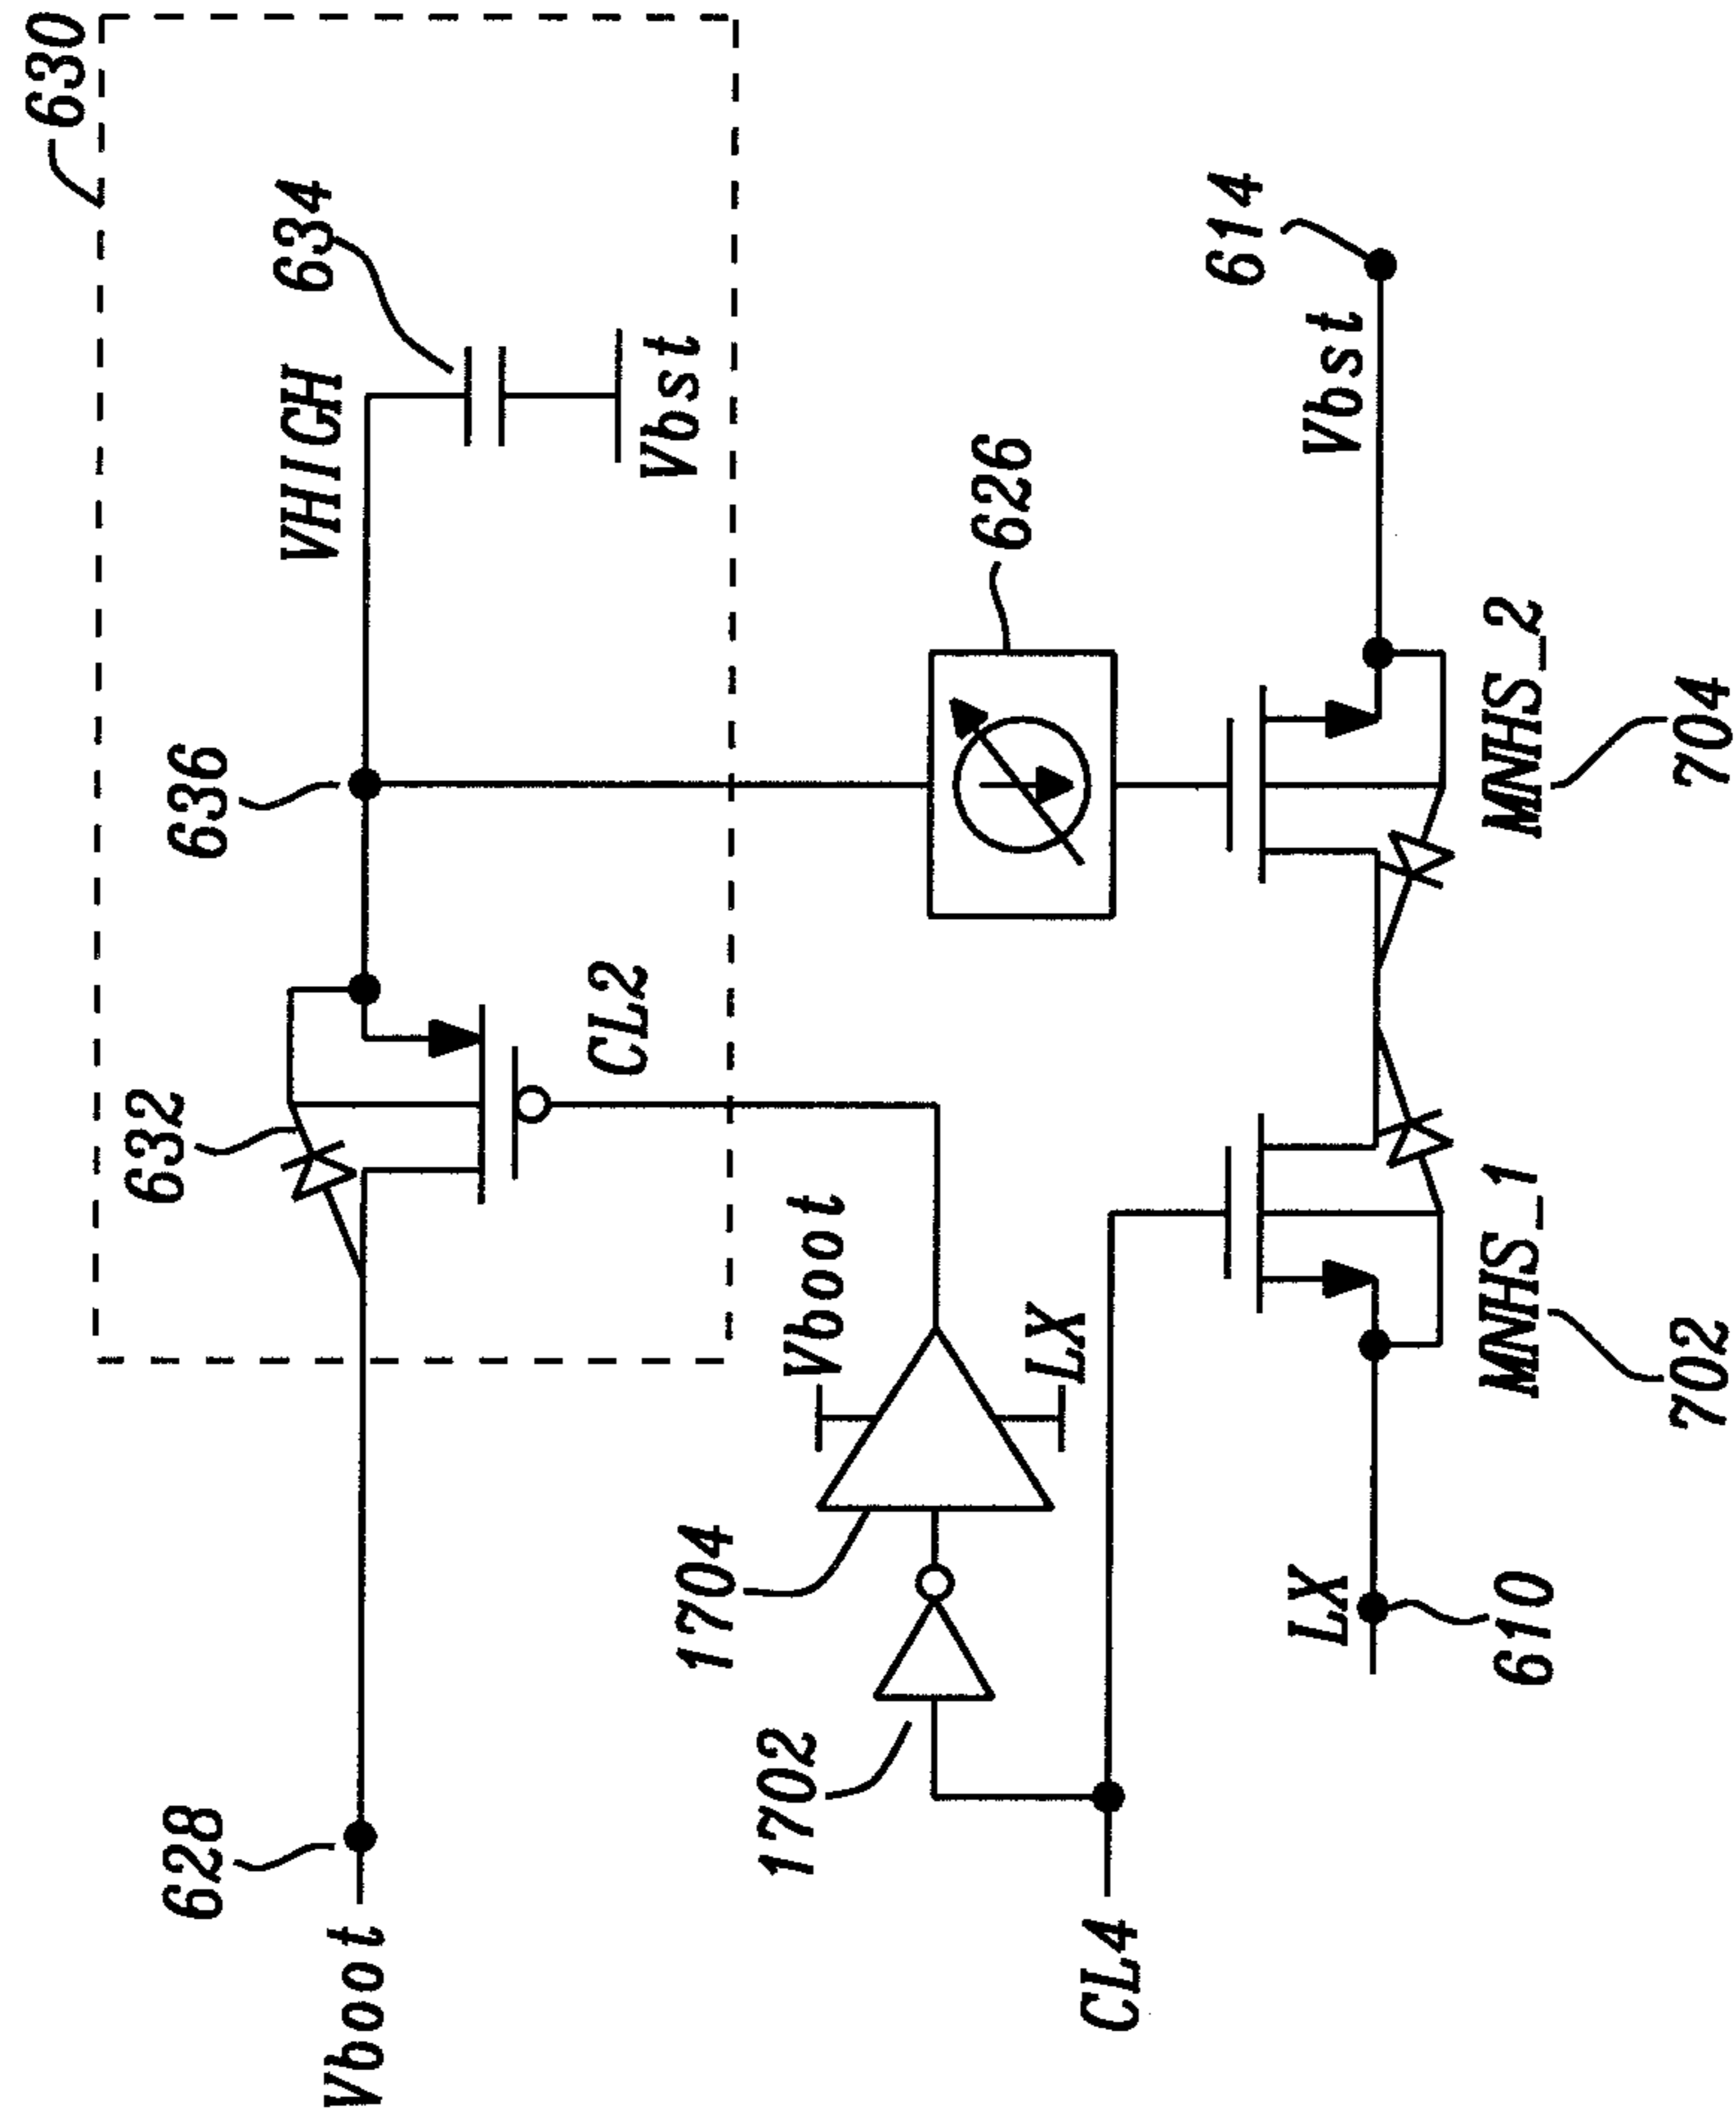 630
632
628
636
634
VHIGH
Vboot
CL2
Vbst
1704
1702
Vboot
626
LX
CL4
614
LX
Vbst
MNHS_1
MNHS_2
610
702
704